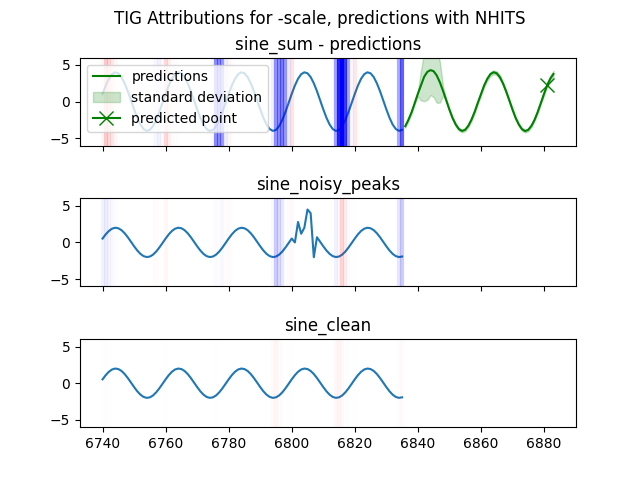 TIG Attributions for -scale, predictions with NHITS
sine_sum - predictions
5
0
−5
predictions
standard deviation
predicted point
sine_noisy_peaks
5
0
−5
sine_clean
5
0
−5
6740 6760 6780 6800 6820 6840 6860 6880